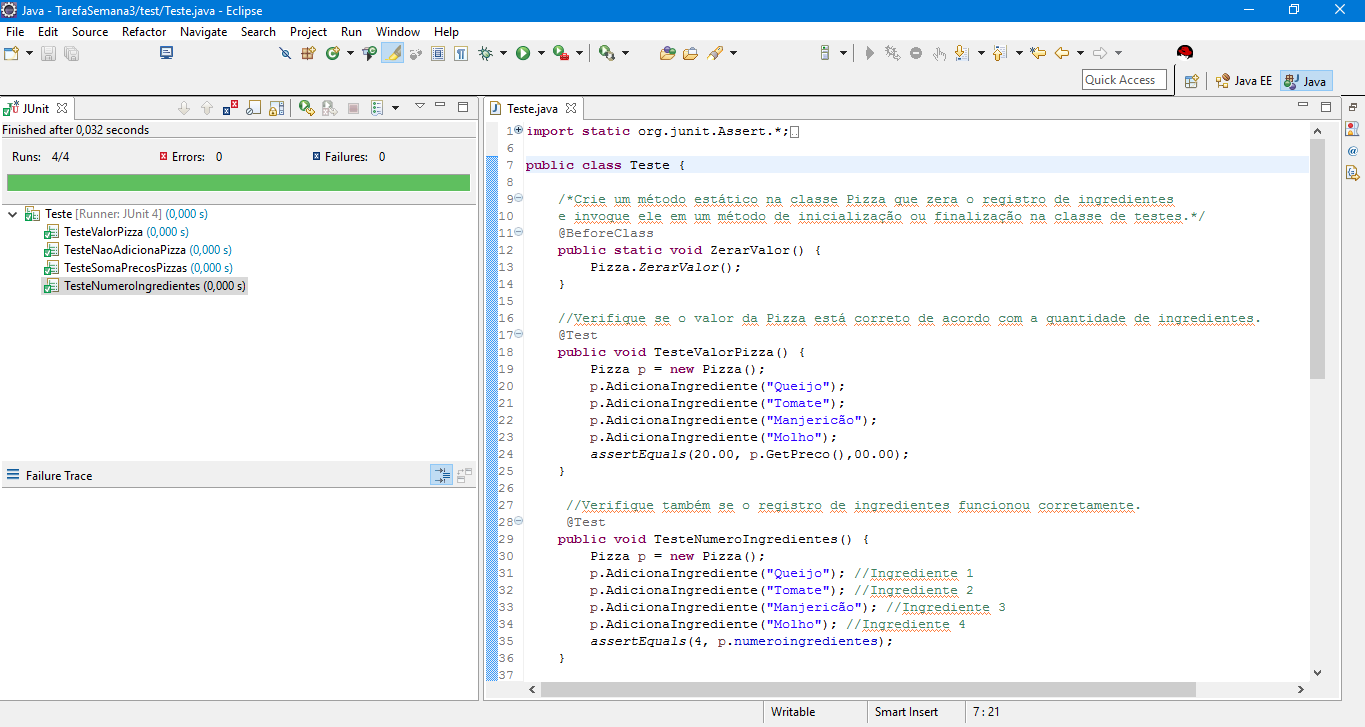 Java - TarefaSemana3/test/Teste.java - Eclipse
File Edit Source Refactor Navigate Search Project Run Window Help
Quick Access
Java EE
Java
JUnit
Finished after 0,032 seconds
Runs: 4/4
Errors: 0
Failures: 0
Teste [Runner: JUnit 4] (0,000 s)
TesteValorPizza (0,000 s)
TesteNaoAdicionaPizza (0,000 s)
TesteSomaPrecosPizzas (0,000 s)
TesteNumeroIngredientes (0,000 s)
Failure Trace
Teste.java
1 import static org.junit.Assert.*;
6
7 public class Teste {
8
9 /*Crie um método estático na classe Pizza que zera o registro de ingredientes
10 e invoque ele em um método de inicialização ou finalização na classe de testes.*/
11 @BeforeClass
12 public static void ZerarValor() {
13 Pizza.ZerarValor();
14 }
15
16 //Verifique se o valor da Pizza está correto de acordo com a quantidade de ingredientes.
17 @Test
18 public void TesteValorPizza() {
19 Pizza p = new Pizza();
20 p.AdicionaIngrediente("Queijo");
21 p.AdicionaIngrediente("Tomate");
22 p.AdicionaIngrediente("Manjericão");
23 p.AdicionaIngrediente("Molho");
24 assertEquals(20.00, p.GetPreco(),00.00);
25 }
26
27 //Verifique também se o registro de ingredientes funcionou corretamente.
28 @Test
29 public void TesteNumeroIngredientes() {
30 Pizza p = new Pizza();
31 p.AdicionaIngrediente("Queijo"); //Ingrediente 1
32 p.AdicionaIngrediente("Tomate"); //Ingrediente 2
33 p.AdicionaIngrediente("Manjericão"); //Ingrediente 3
34 p.AdicionaIngrediente("Molho"); //Ingrediente 4
35 assertEquals(4, p.numeroingredientes);
36 }
37
Writable
Smart Insert
7 : 21